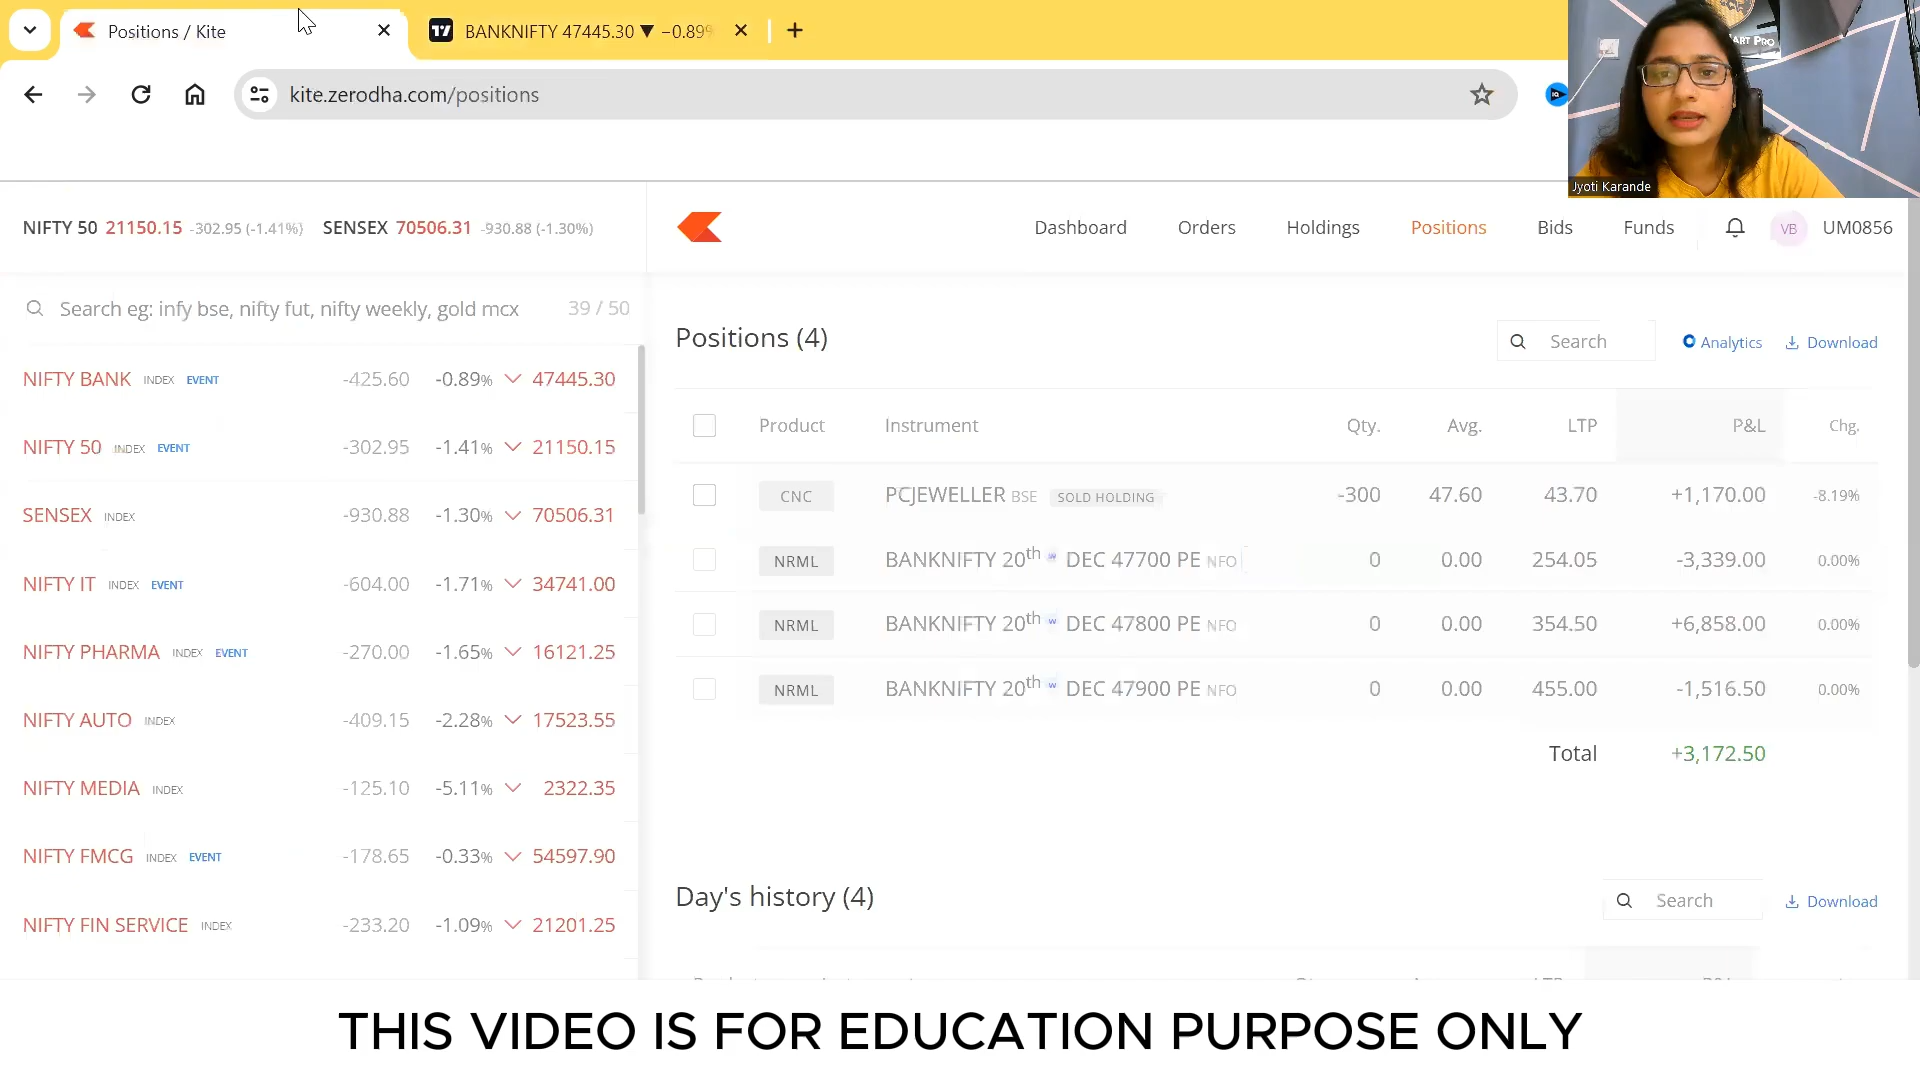 Positions / Kite
BANKNIFTY 47445.30 ▼ −0.89%
kite.zerodha.com/positions
ART PRO
Jyoti Karande
NIFTY 50 21150.15 -302.95 (-1.41%) SENSEX 70506.31 -930.88 (-1.30%)
Dashboard Orders Holdings Positions Bids Funds VB UM0856
Search eg: infy bse, nifty fut, nifty weekly, gold mcx 39 / 50
Positions (4) Search Analytics Download
NIFTY BANK INDEX EVENT -425.60 -0.89% 47445.30
NIFTY 50 INDEX EVENT -302.95 -1.41% 21150.15
SENSEX INDEX -930.88 -1.30% 70506.31
NIFTY IT INDEX EVENT -604.00 -1.71% 34741.00
NIFTY PHARMA INDEX EVENT -270.00 -1.65% 16121.25
NIFTY AUTO INDEX -409.15 -2.28% 17523.55
NIFTY MEDIA INDEX -125.10 -5.11% 2322.35
NIFTY FMCG INDEX EVENT -178.65 -0.33% 54597.90
NIFTY FIN SERVICE INDEX -233.20 -1.09% 21201.25
Product Instrument Qty. Avg. LTP P&L Chg.
CNC PCJEWELLER BSE SOLD HOLDING -300 47.60 43.70 +1,170.00 -8.19%
NRML BANKNIFTY 20th w DEC 47700 PE NFO 0 0.00 254.05 -3,339.00 0.00%
NRML BANKNIFTY 20th w DEC 47800 PE NFO 0 0.00 354.50 +6,858.00 0.00%
NRML BANKNIFTY 20th w DEC 47900 PE NFO 0 0.00 455.00 -1,516.50 0.00%
Total +3,172.50
Day's history (4) Search Download
THIS VIDEO IS FOR EDUCATION PURPOSE ONLY